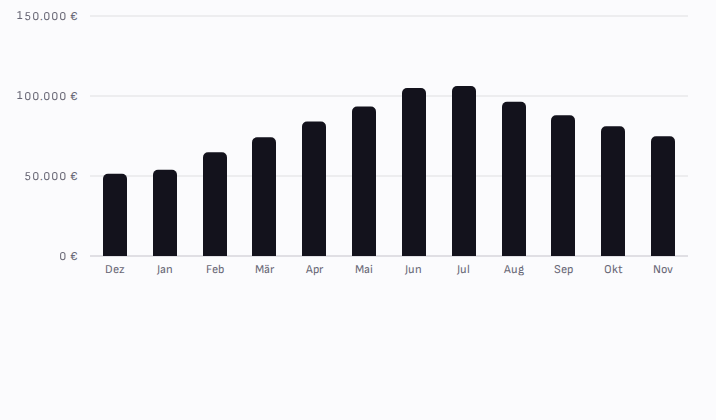 150.000 €
100.000 €
50.000 €
0 €
Dez Jan Feb Mär Apr Mai Jun Jul Aug Sep Okt Nov